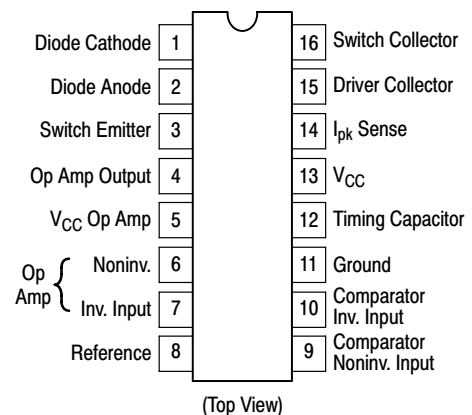 Diode Cathode 1 16 Switch Collector
Diode Anode 2 15 Driver Collector
Switch Emitter 3 14 Ipk Sense
Op Amp Output 4 13 VCC
VCC Op Amp 5 12 Timing Capacitor
Op Amp { Noninv. 6 11 Ground
Inv. Input 7 10 Comparator Inv. Input
Reference 8 9 Comparator Noninv. Input
(Top View)